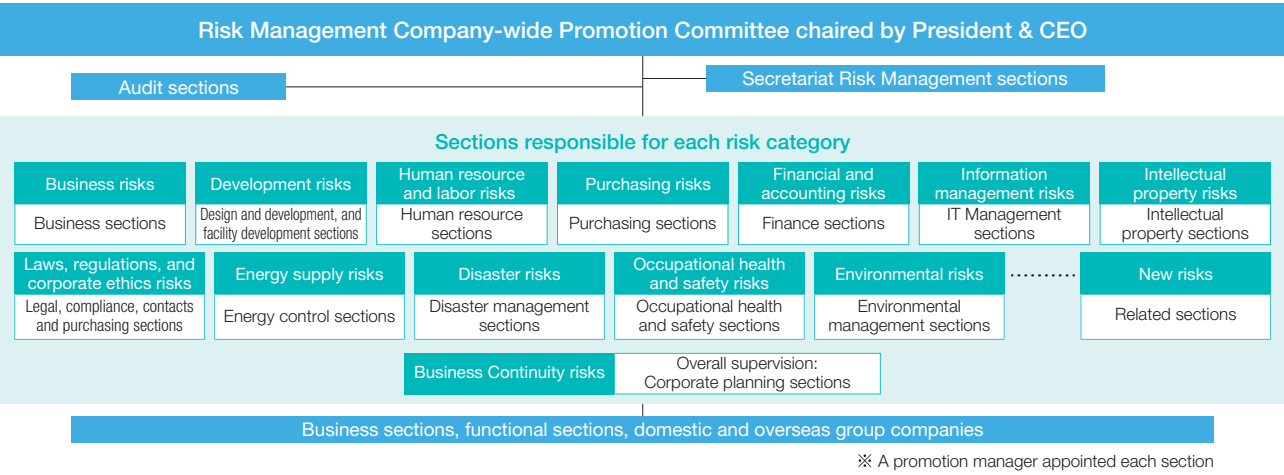 Risk Management Company-wide Promotion Committee chaired by President & CEO
Audit sections
Secretariat Risk Management sections
Sections responsible for each risk category
Business risks
Business sections
Development risks
Design and development, and
facility development sections
Human resource
and labor risks
Human resource
sections
Purchasing risks
Purchasing sections
Financial and
accounting risks
Finance sections
Information
management risks
IT Management
sections
Intellectual
property risks
Intellectual
property sections
Laws, regulations, and
corporate ethics risks
Legal, compliance, contacts
and purchasing sections
Energy supply risks
Energy control sections
Disaster risks
Disaster management
sections
Occupational health
and safety risks
Occupational health
and safety sections
Environmental risks
Environmental
management sections
New risks
Related sections
Business Continuity risks
Overall supervision:
Corporate planning sections
Business sections, functional sections, domestic and overseas group companies
※ A promotion manager appointed each section